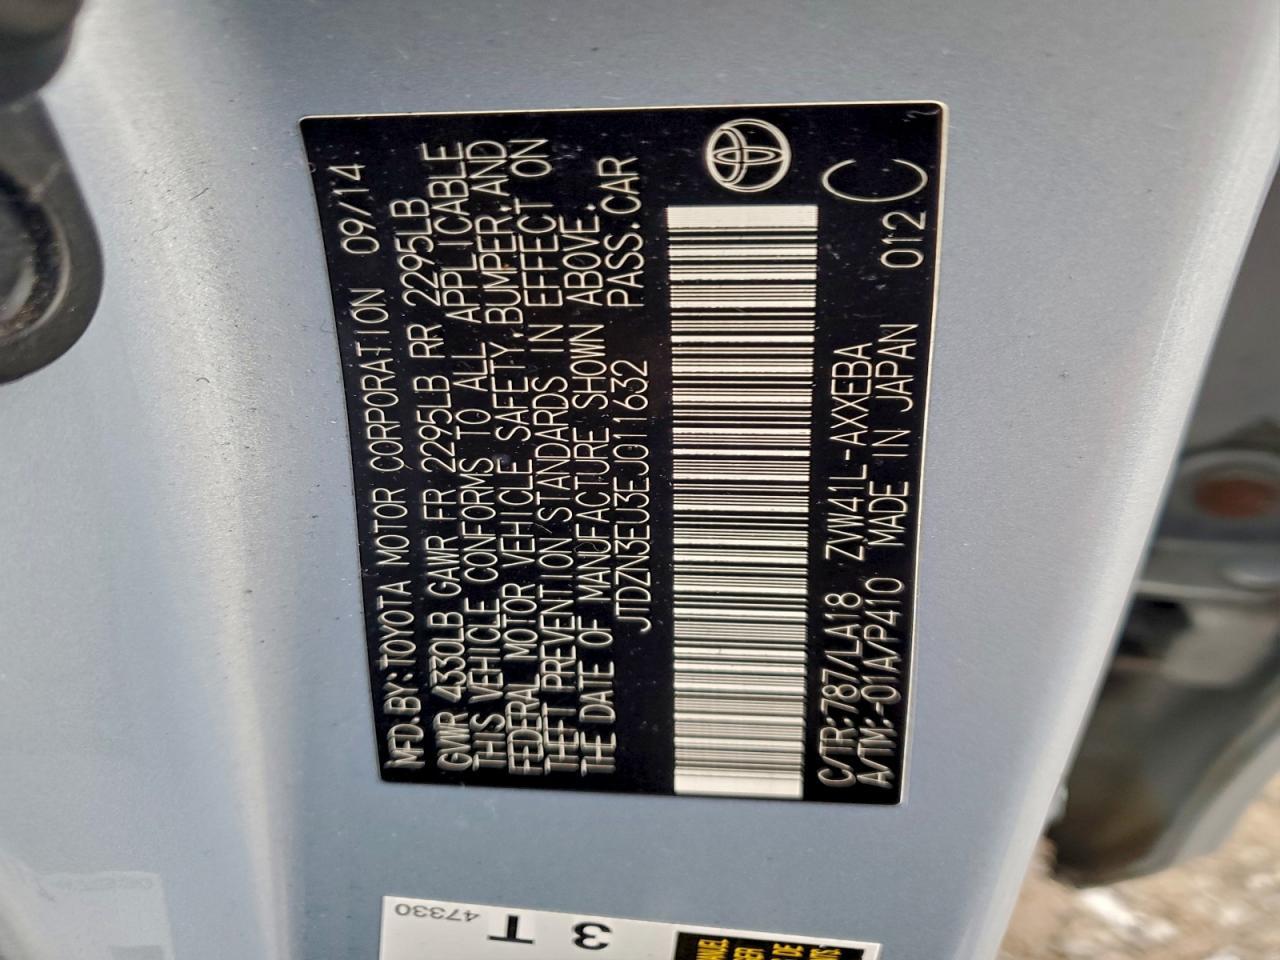 MFD.BY:TOYOTA MOTOR CORPORATION 09/14
GVWR 4330LB GAWR FR 2295LB RR 2295LB
THIS VEHICLE CONFORMS TO ALL APPLICABLE
FEDERAL MOTOR VEHICLE SAFETY,BUMPER,AND
THEFT PREVENTION STANDARDS IN EFFECT ON
THE DATE OF MANUFACTURE SHOWN ABOVE.
JTDZN3EU3EJ011632 PASS.CAR
C/TR:787/LA18 ZVW41L-AXXEBA
A/TM:-01A/P410 MADE IN JAPAN 012 C
47330
3 T